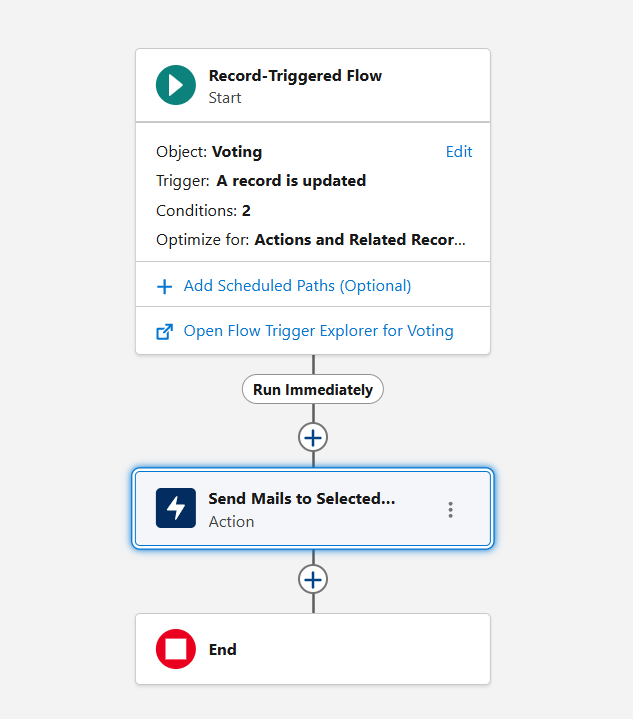 Record-Triggered Flow
Start
Object: Voting Edit
Trigger: A record is updated
Conditions: 2
Optimize for: Actions and Related Recor...
Add Scheduled Paths (Optional)
Open Flow Trigger Explorer for Voting
Run Immediately
Send Mails to Selected...
Action
End